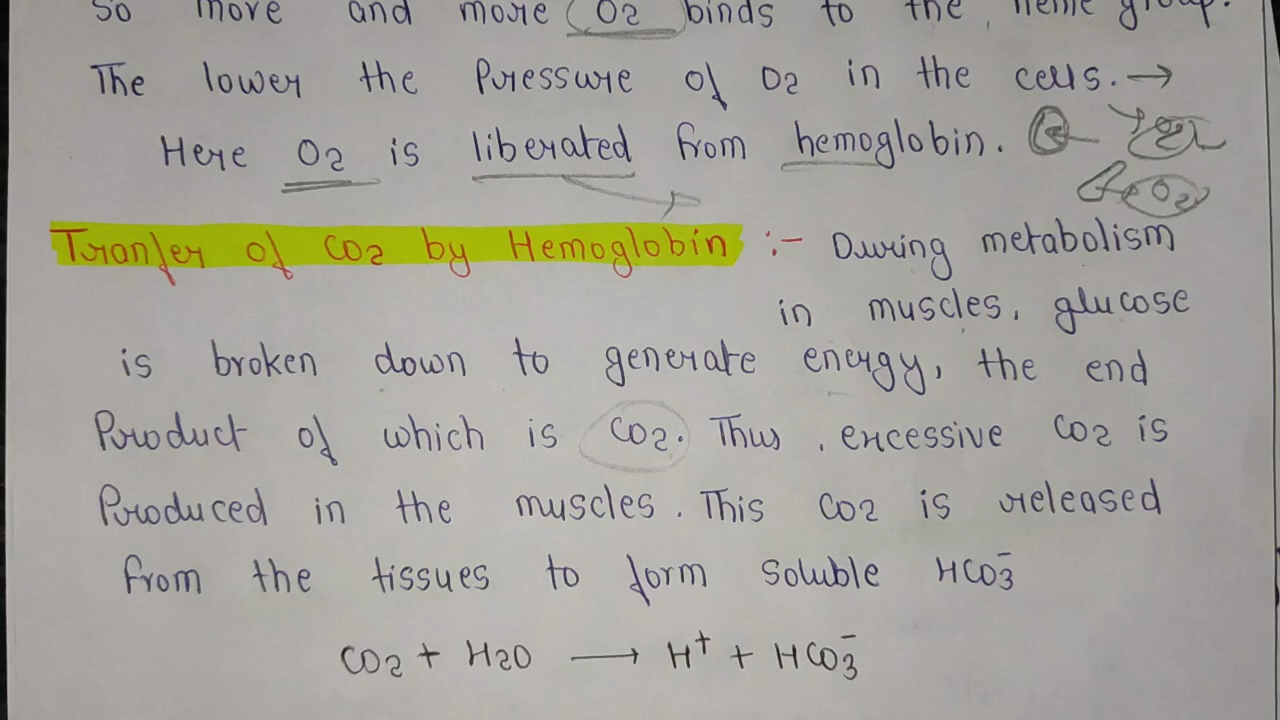 So more and more O2 binds to the heme group.
The lower the Pressure of O2 in the cells. →
Here O2 is liberated from hemoglobin.
O2
Tranfer of CO2 by Hemoglobin :- During metabolism
in muscles, glucose
is broken down to generate energy, the end
Product of which is CO2. Thus, excessive CO2 is
Produced in the muscles. This CO2 is released
from the tissues to form soluble HCO3⁻
CO2 + H2O ⟶ H⁺ + HCO3⁻